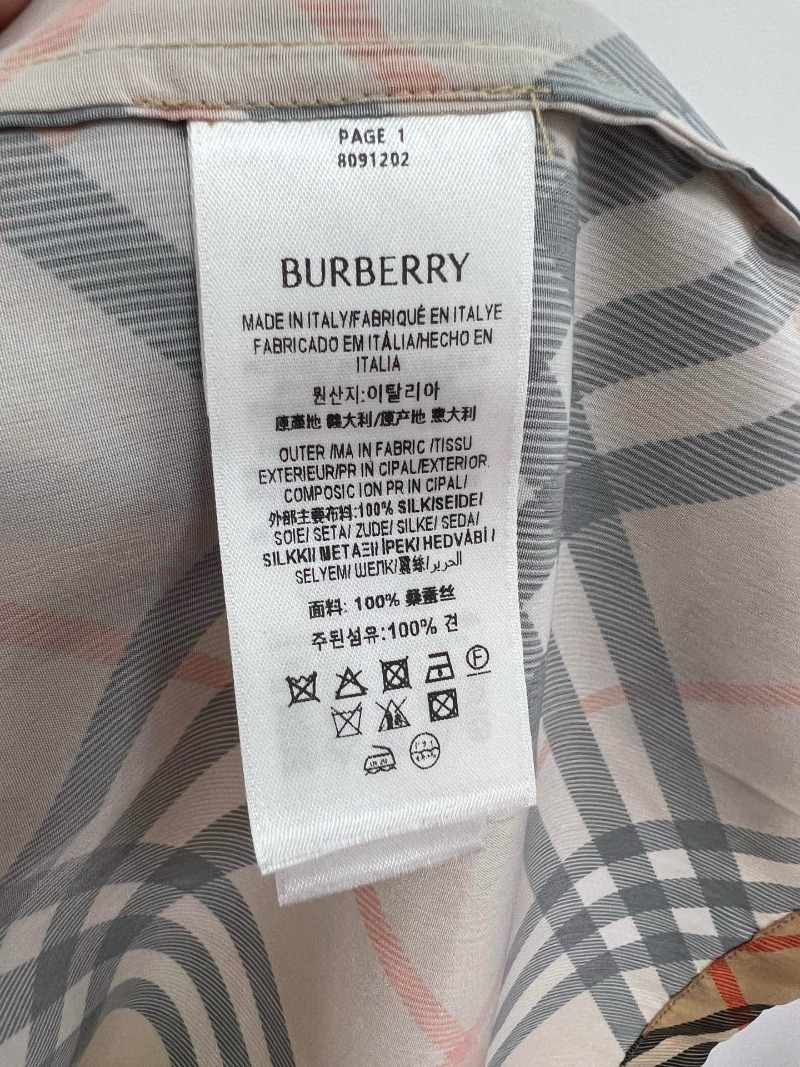 PAGE 1
8091202
BURBERRY
MADE IN ITALY/FABRIQUÉ EN ITALYE
FABRICADO EM ITÁLIA/HECHO EN
ITALIA
원산지:이탈리아
原產地 義大利/原产地 意大利
OUTER /MA IN FABRIC /TISSU
EXTERIEUR/PR IN CIPAL/EXTERIOR.
COMPOSIC ION PR IN CIPAL/
外部主要布料:100% SILK/SEIDE/
SOIE/ SETA/ ZIJDE/ SILKE/ SEDA/
SILKKI/ ΜΕΤΑΞΙ/ İPEK/ HEDVÁBÍ /
SELYEM/ ШЕЛК/蠶絲/الحرير/
面料: 100% 桑蚕丝
주된섬유:100% 견
F